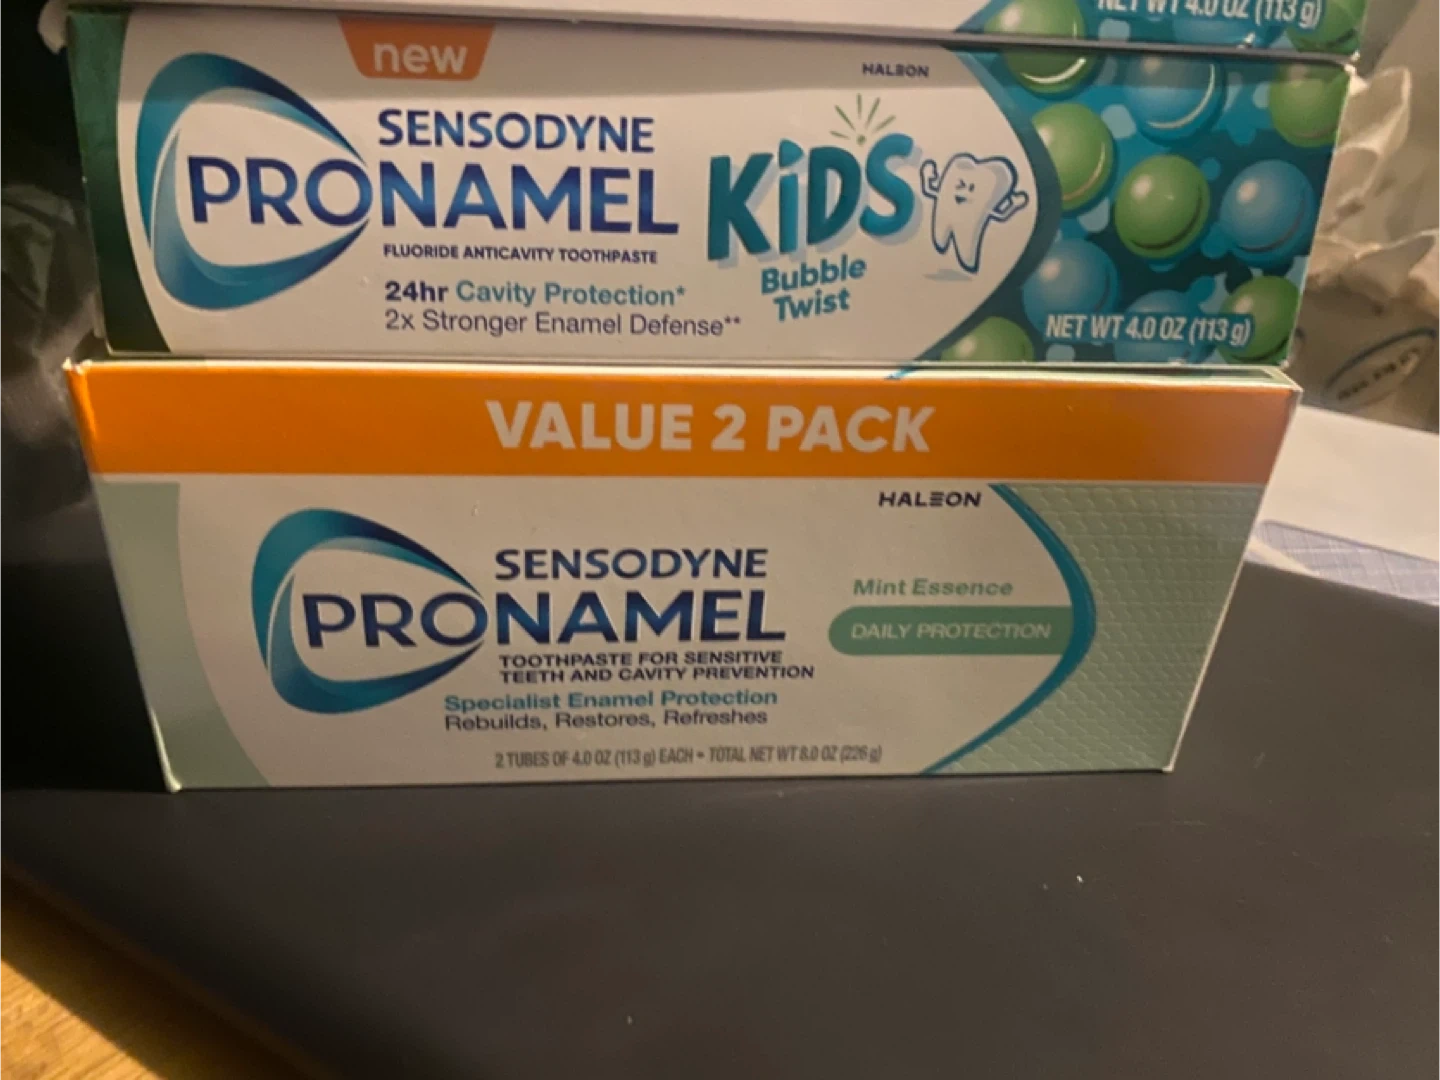 NET WT 4.0 OZ (113 g)
new
HALEON
SENSODYNE
PRONAMEL
FLUORIDE ANTICAVITY TOOTHPASTE
24hr Cavity Protection*
2x Stronger Enamel Defense**
KiDS
Bubble
Twist
NET WT 4.0 OZ (113 g)
VALUE 2 PACK
HALEON
SENSODYNE
PRONAMEL
TOOTHPASTE FOR SENSITIVE
TEETH AND CAVITY PREVENTION
Specialist Enamel Protection
Rebuilds, Restores, Refreshes
Mint Essence
DAILY PROTECTION
2 TUBES OF 4.0 OZ (113 g) EACH • TOTAL NET WT 8.0 OZ (226 g)